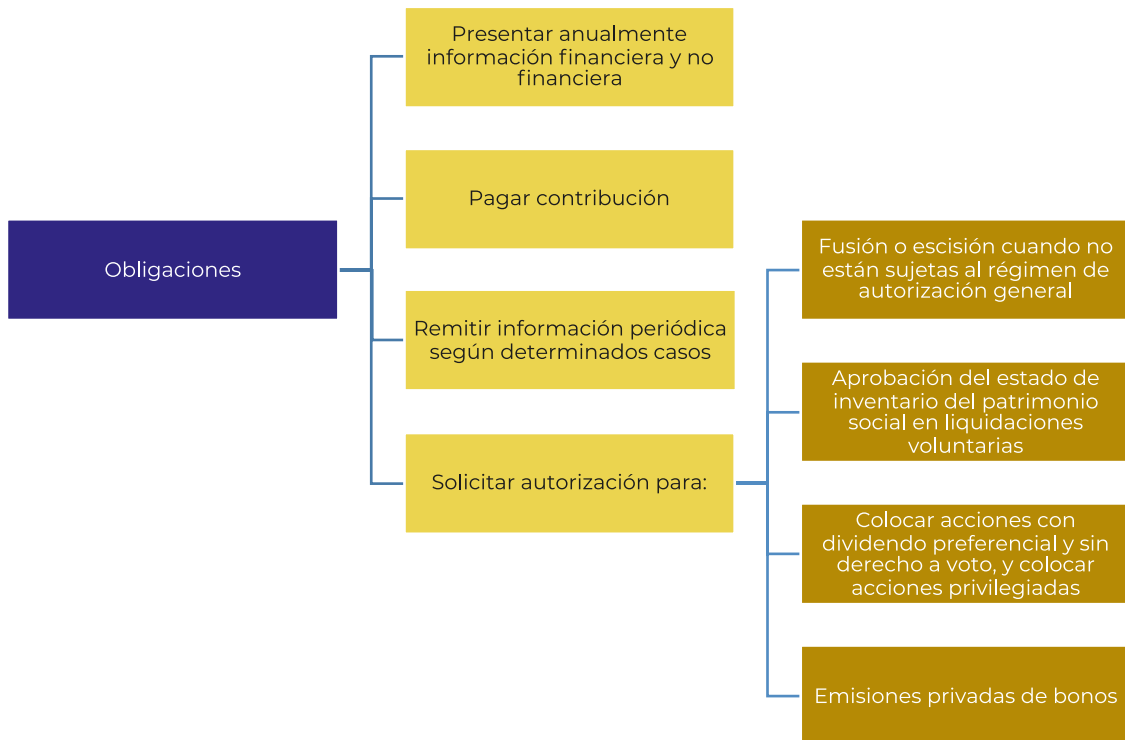 Obligaciones
Presentar anualmente
información financiera y no
financiera
Pagar contribución
Remitir información periódica
según determinados casos
Solicitar autorización para:
Fusión o escisión cuando no
están sujetas al régimen de
autorización general
Aprobación del estado de
inventario del patrimonio
social en liquidaciones
voluntarias
Colocar acciones con
dividendo preferencial y sin
derecho a voto, y colocar
acciones privilegiadas
Emisiones privadas de bonos